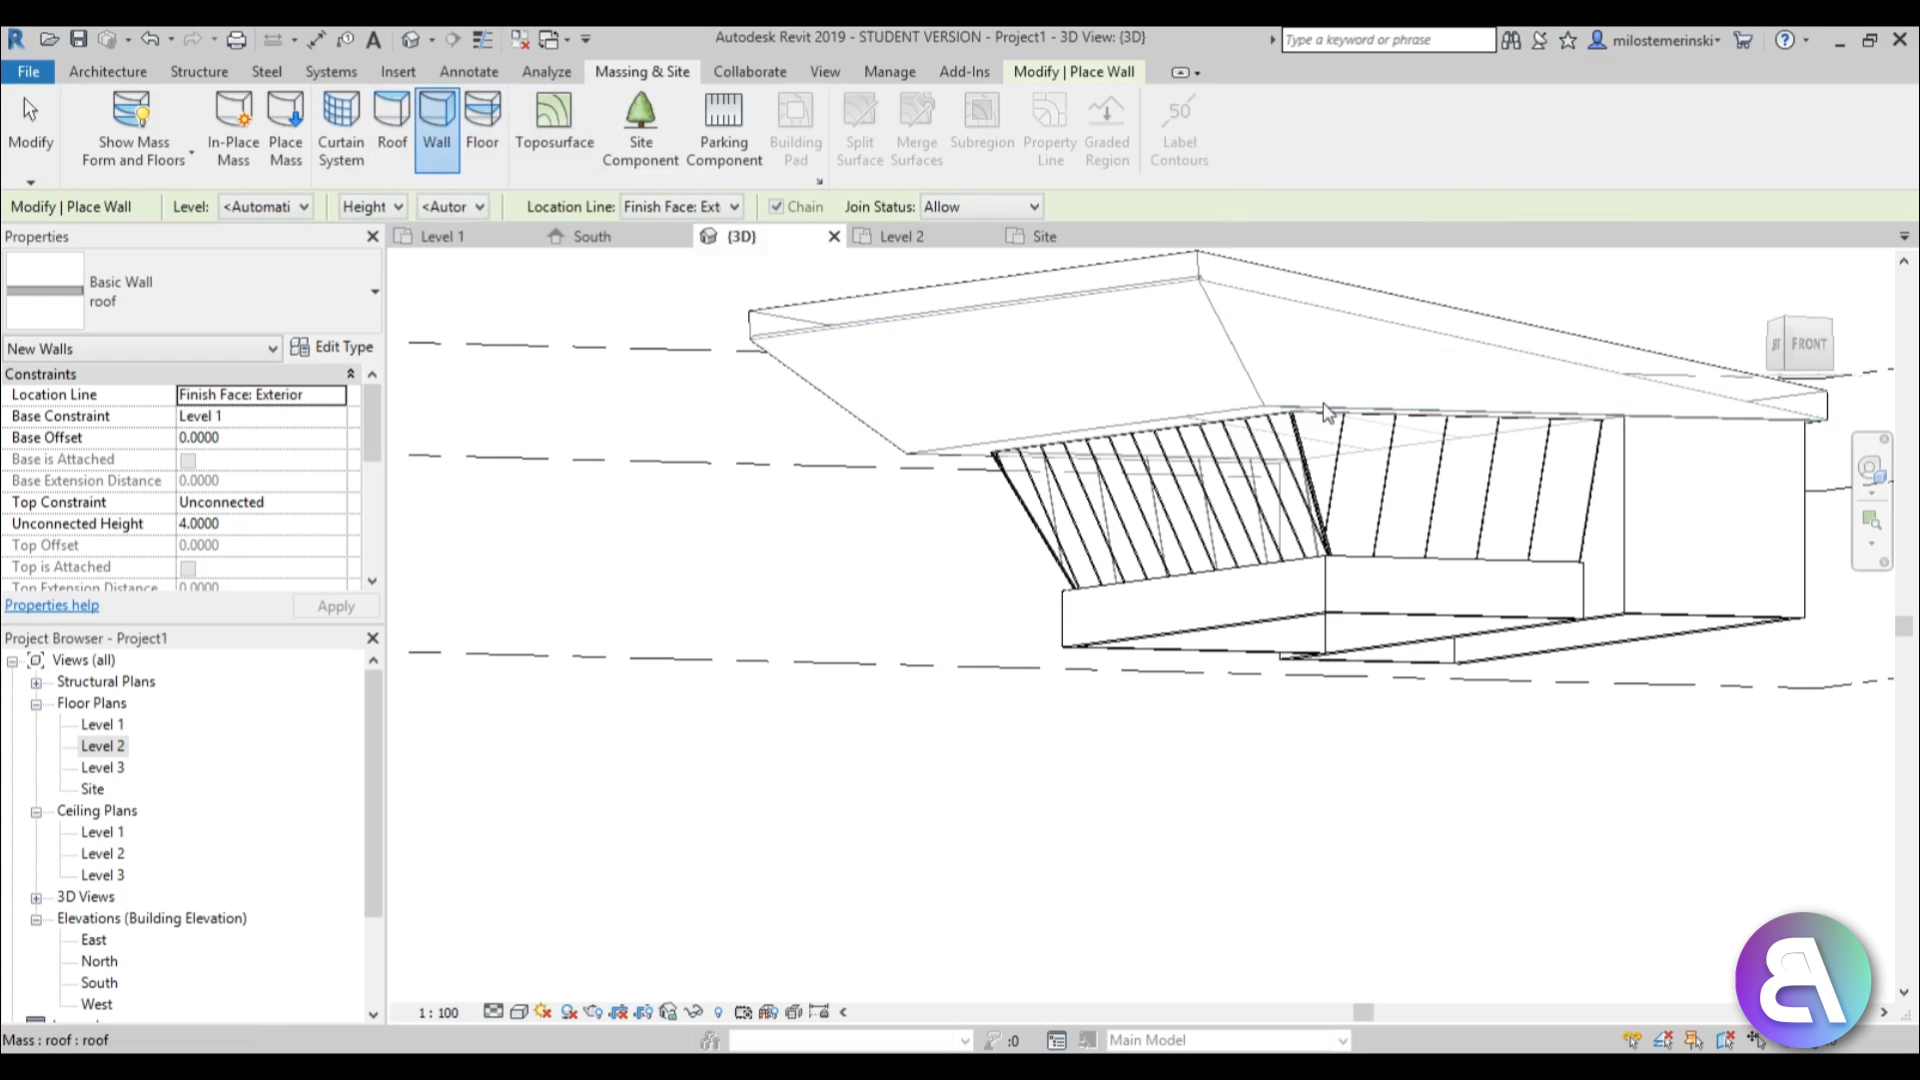 Autodesk Revit 2019 - STUDENT VERSION - Project1 - 3D View: {3D}
Type a keyword or phrase
milostemerinski
File Architecture Structure Steel Systems Insert Annotate Analyze Massing & Site Collaborate View Manage Add-Ins Modify | Place Wall
Modify
Show Mass
Form and Floors
In-Place
Mass
Place
Mass
Curtain
System
Roof
Wall
Floor
Toposurface
Site
Component
Parking
Component
Building
Pad
Split
Surface
Merge
Surfaces
Subregion
Property
Line
Graded
Region
Label
Contours
50
Modify | Place Wall Level: <Automati Height <Autor Location Line: Finish Face: Ext Chain Join Status: Allow
Properties
Level 1 South {3D} Level 2 Site
Basic Wall
roof
New Walls Edit Type
Constraints
Location Line Finish Face: Exterior
Base Constraint Level 1
Base Offset 0.0000
Base is Attached
Base Extension Distance 0.0000
Top Constraint Unconnected
Unconnected Height 4.0000
Top Offset 0.0000
Top is Attached
Top Extension Distance 0.0000
Properties help Apply
Project Browser - Project1
Views (all)
Structural Plans
Floor Plans
Level 1
Level 2
Level 3
Site
Ceiling Plans
Level 1
Level 2
Level 3
3D Views
Elevations (Building Elevation)
East
North
South
West
FRONT
1 : 100
Mass : roof : roof
:0
Main Model